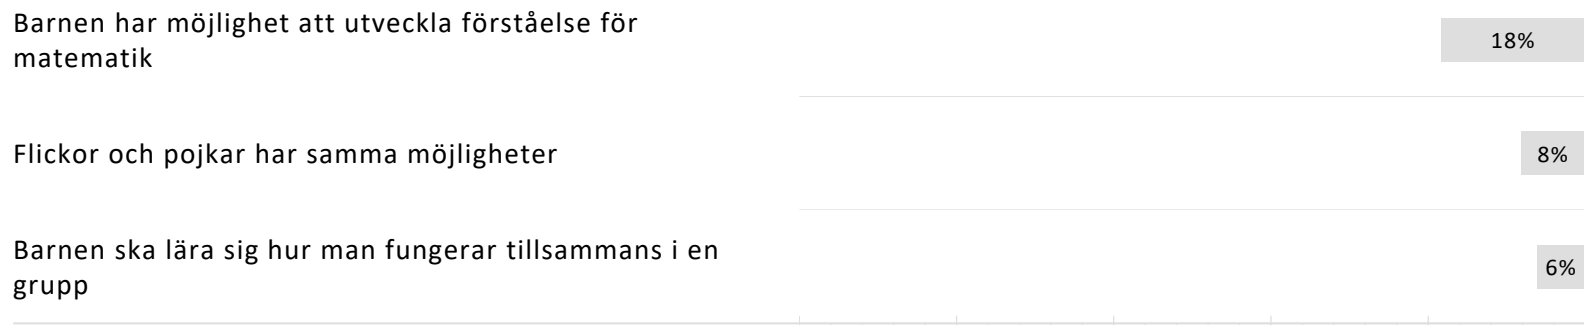 Barnen har möjlighet att utveckla förståelse för
matematik
18%
Flickor och pojkar har samma möjligheter
8%
Barnen ska lära sig hur man fungerar tillsammans i en
grupp
6%